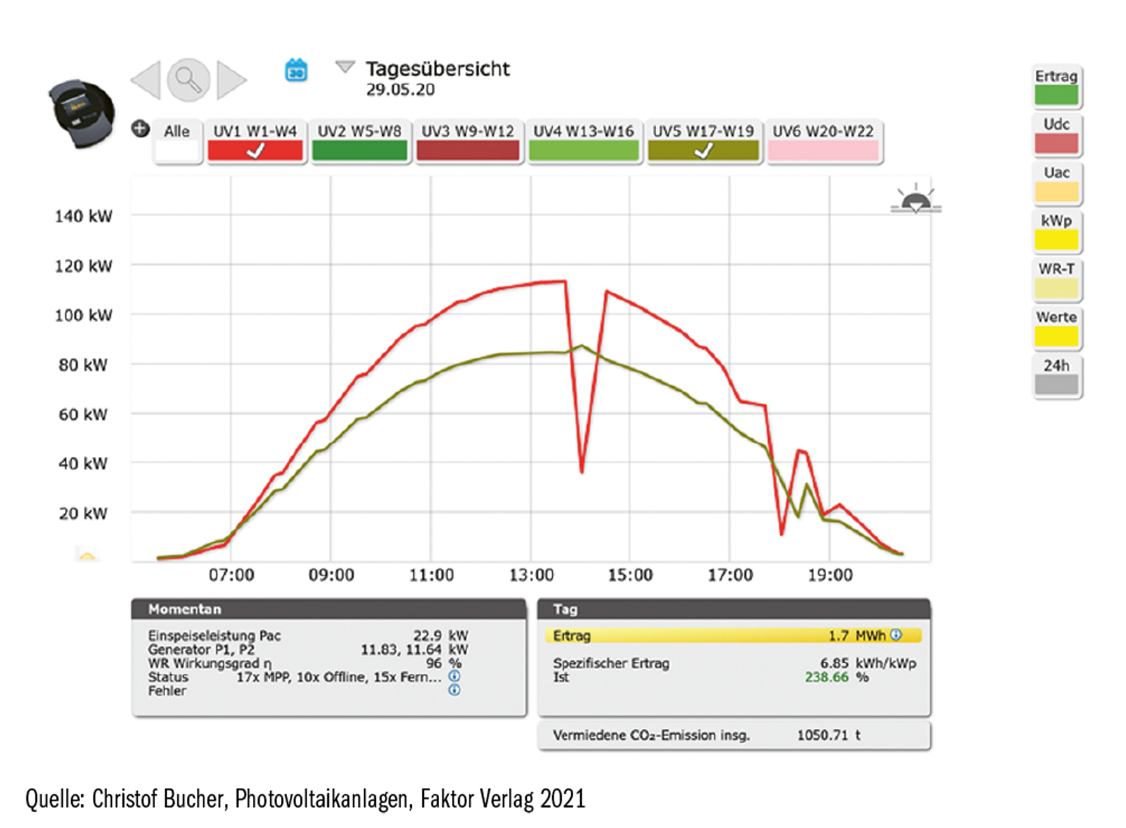 Tagesübersicht
29.05.20
Alle
UV1 W1-W4
UV2 W5-W8
UV3 W9-W12
UV4 W13-W16
UV5 W17-W19
UV6 W20-W22
Ertrag
Udc
Uac
kWp
WR-T
Werte
24h
140 kW
120 kW
100 kW
80 kW
60 kW
40 kW
20 kW
07:00 09:00 11:00 13:00 15:00 17:00 19:00
Momentan
Einspeiseleistung Pac 22.9 kW
Generator P1, P2 11.83, 11.64 kW
WR Wirkungsgrad η 96 %
Status 17x MPP, 10x Offline, 15x Fern...
Fehler
Tag
Ertrag 1.7 MWh
Spezifischer Ertrag 6.85 kWh/kWp
Ist 238.66 %
Vermiedene CO₂-Emission insg. 1050.71 t
Quelle: Christof Bucher, Photovoltaikanlagen, Faktor Verlag 2021